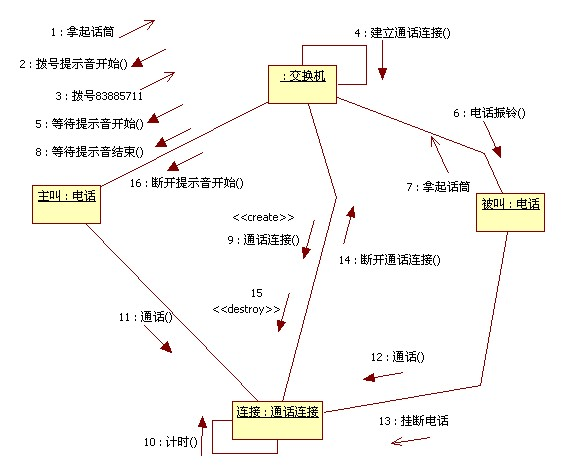 1 : 拿起话筒
4 : 建立通话连接()
2 : 拨号提示音开始()
: 交换机
3 : 拨号83885711
5 : 等待提示音开始()
6 : 电话振铃()
8 : 等待提示音结束()
16 : 断开提示音开始()
7 : 拿起话筒
主叫 : 电话
被叫 : 电话
<<create>>
9 : 通话连接()
14 : 断开通话连接()
15
<<destroy>>
11 : 通话()
12 : 通话()
连接 : 通话连接
13 : 挂断电话
10 : 计时()